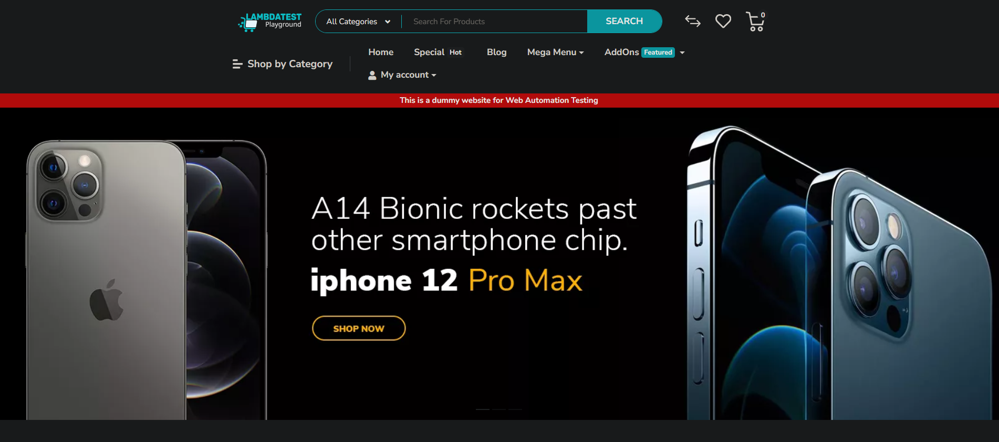 LAMBDATEST
Playground
All Categories
Search For Products
SEARCH
0
Shop by Category
Home
Special Hot
Blog
Mega Menu
AddOns Featured
My account
This is a dummy website for Web Automation Testing
A14 Bionic rockets past
other smartphone chip.
iphone 12 Pro Max
SHOP NOW